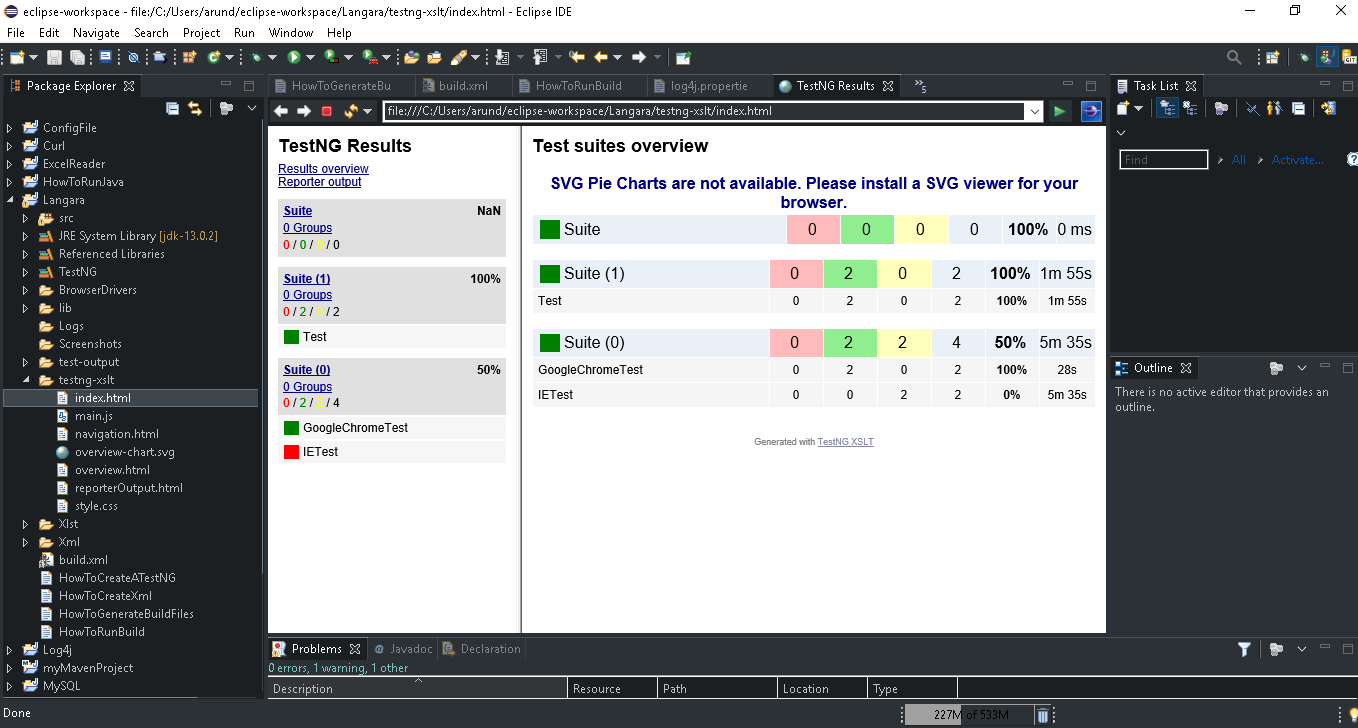 eclipse-workspace - file:/C:/Users/arund/eclipse-workspace/Langara/testng-xslt/index.html - Eclipse IDE
File Edit Navigate Search Project Run Window Help
Package Explorer
ConfigFile
Curl
ExcelReader
HowToRunJava
Langara
src
JRE System Library [jdk-13.0.2]
Referenced Libraries
TestNG
BrowserDrivers
lib
Logs
Screenshots
test-output
testng-xslt
index.html
main.js
navigation.html
overview-chart.svg
overview.html
reporterOutput.html
style.css
Xlst
Xml
build.xml
HowToCreateATestNG
HowToCreateXml
HowToGenerateBuildFiles
HowToRunBuild
Log4j
myMavenProject
MySQL
HowToGenerateBu build.xml HowToRunBuild log4j.propertie TestNG Results 5
file:///C:/Users/arund/eclipse-workspace/Langara/testng-xslt/index.html
TestNG Results
Results overview
Reporter output
Suite NaN
0 Groups
0 / 0 / 0 / 0
Suite (1) 100%
0 Groups
0 / 2 / 0 / 2
Test
Suite (0) 50%
0 Groups
0 / 2 / 2 / 4
GoogleChromeTest
IETest
Test suites overview
SVG Pie Charts are not available. Please install a SVG viewer for your
browser.
Suite 0 0 0 0 100% 0 ms
Suite (1) 0 2 0 2 100% 1m 55s
Test 0 2 0 2 100% 1m 55s
Suite (0) 0 2 2 4 50% 5m 35s
GoogleChromeTest 0 2 0 2 100% 28s
IETest 0 0 2 2 0% 5m 35s
Generated with TestNG XSLT
Task List
Find All Activate...
Outline
There is no active editor that provides an
outline.
Problems Javadoc Declaration
0 errors, 1 warning, 1 other
Description Resource Path Location Type
Done
227M of 533M
GIT